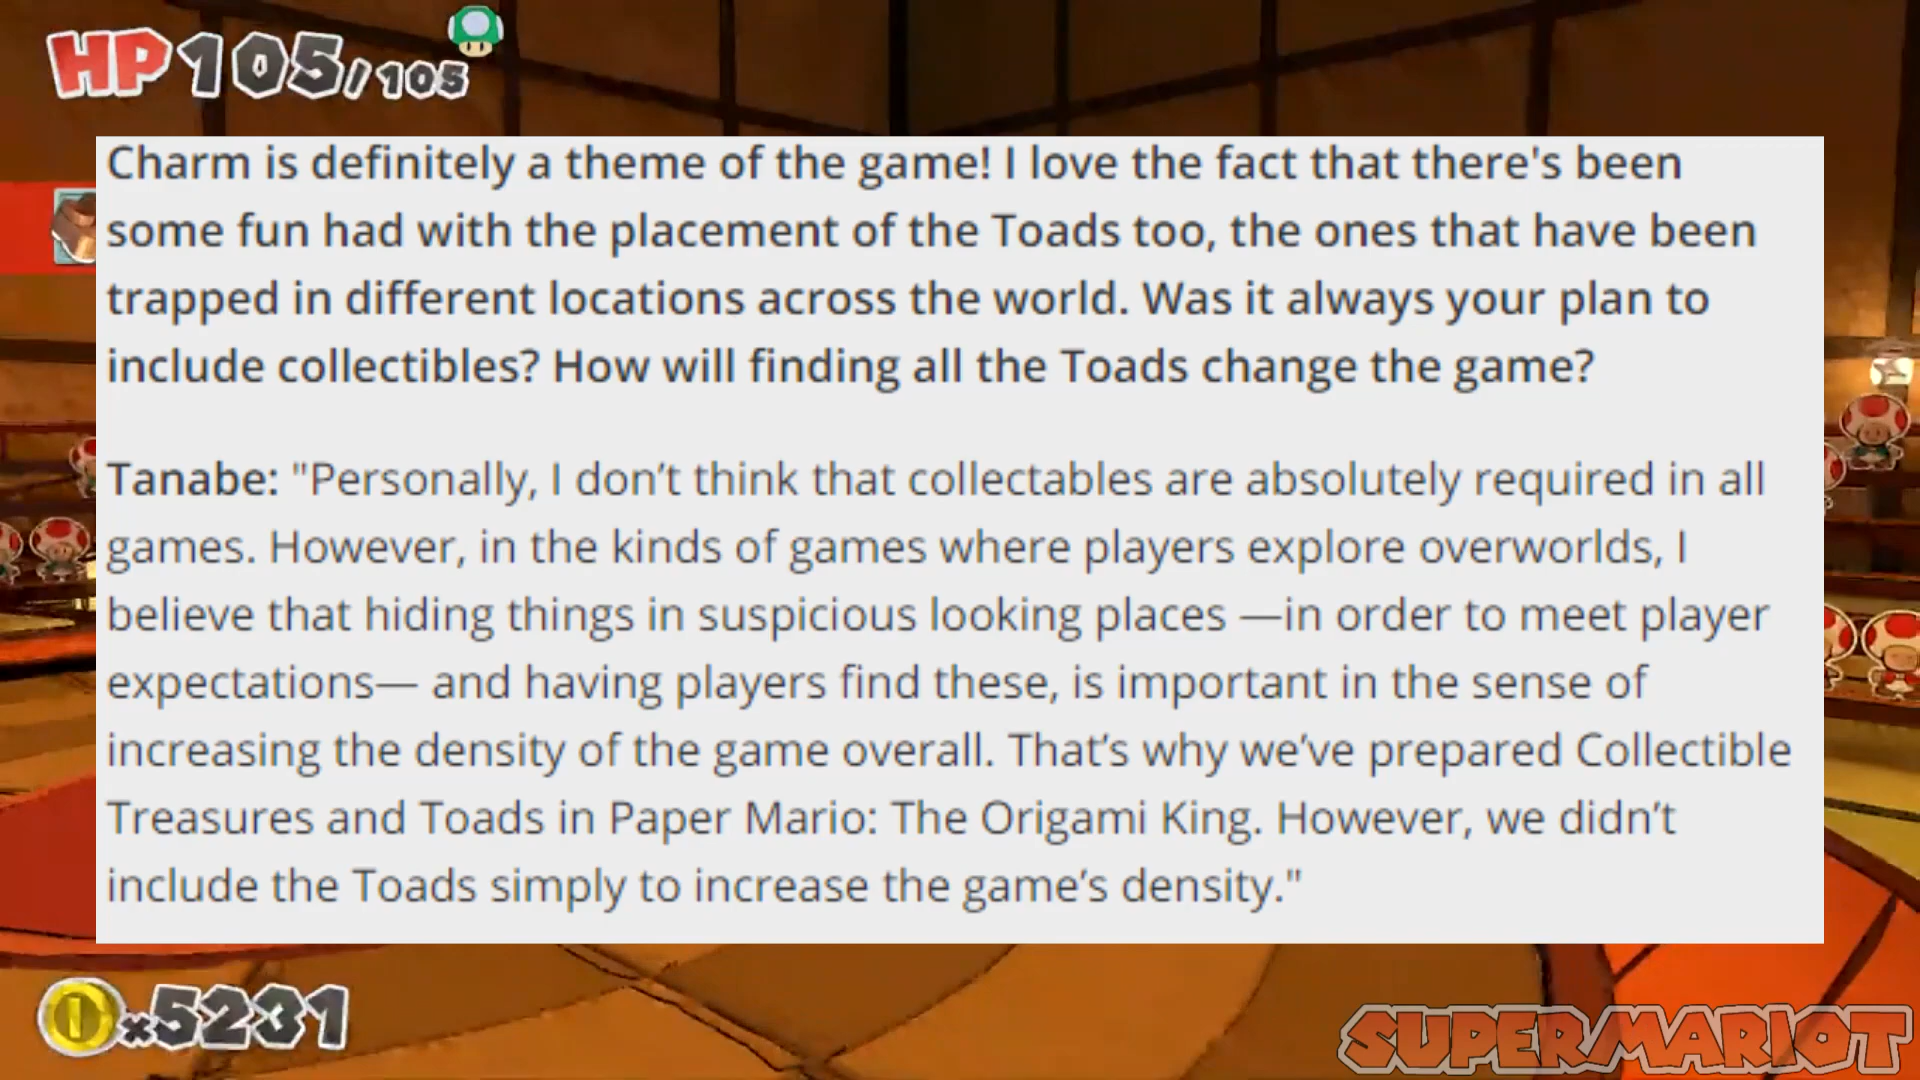 HP 105/105
Charm is definitely a theme of the game! I love the fact that there's been
some fun had with the placement of the Toads too, the ones that have been
trapped in different locations across the world. Was it always your plan to
include collectibles? How will finding all the Toads change the game?
Tanabe: "Personally, I don’t think that collectables are absolutely required in all
games. However, in the kinds of games where players explore overworlds, I
believe that hiding things in suspicious looking places —in order to meet player
expectations— and having players find these, is important in the sense of
increasing the density of the game overall. That’s why we’ve prepared Collectible
Treasures and Toads in Paper Mario: The Origami King. However, we didn’t
include the Toads simply to increase the game’s density."
×5231
SUPERMARIOT